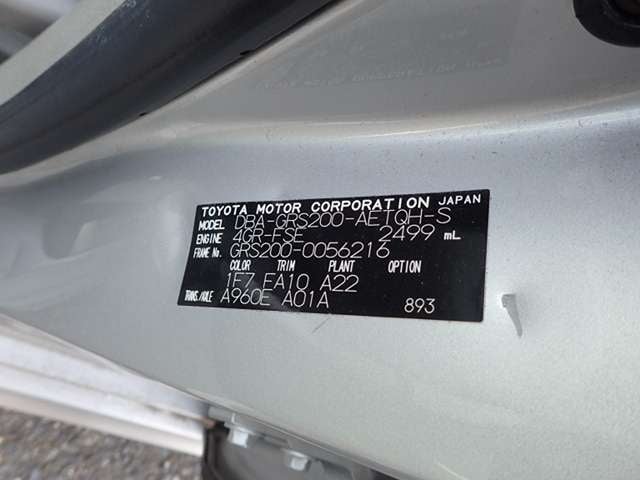 TOYOTA MOTOR CORPORATION JAPAN
MODEL DBA-GRS200-AETQH-S
ENGINE 4GR-FSE 2499 mL
FRAME No. GRS200-0056216
COLOR TRIM PLANT OPTION
1F7 FA10 A22
TRANS./AXLE A960E A01A 893